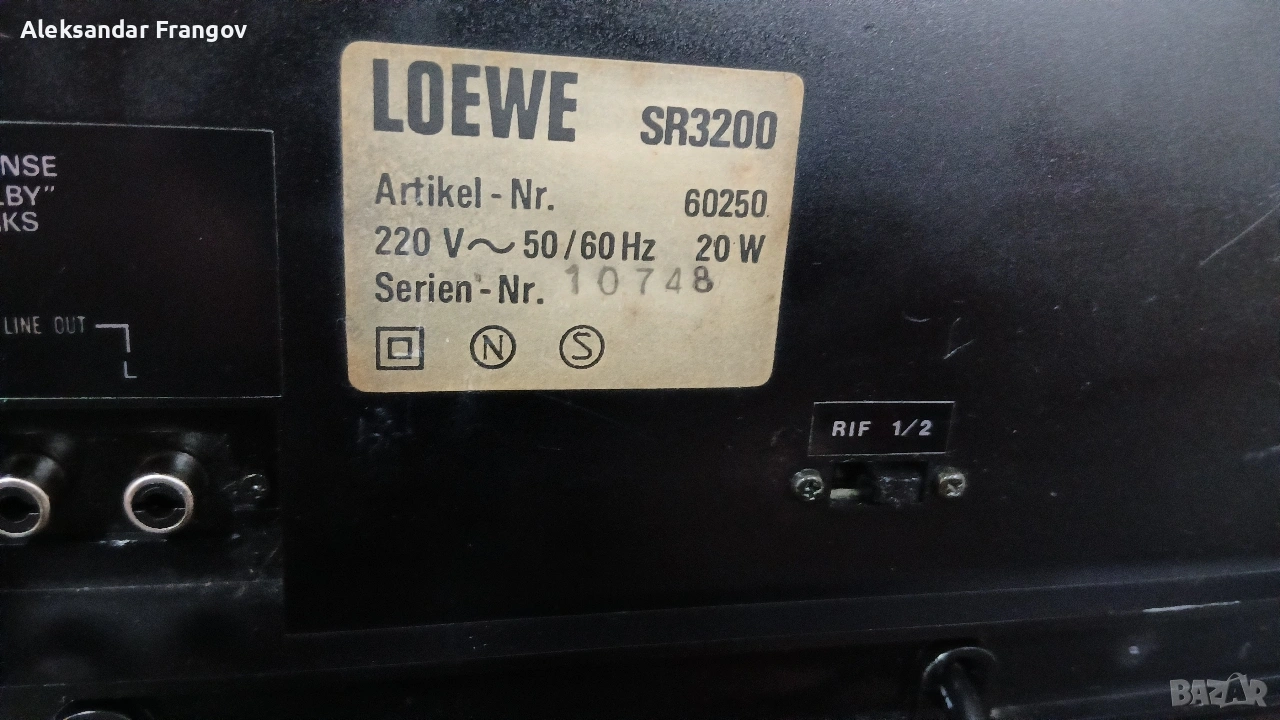 Aleksandar Frangov
LOEWE SR3200
Artikel-Nr. 60250
220 V~ 50/60 Hz 20 W
Serien-Nr. 10748
N S
NSE
LBY”
KS
LINE OUT
L
RIF 1/2
BAZAR